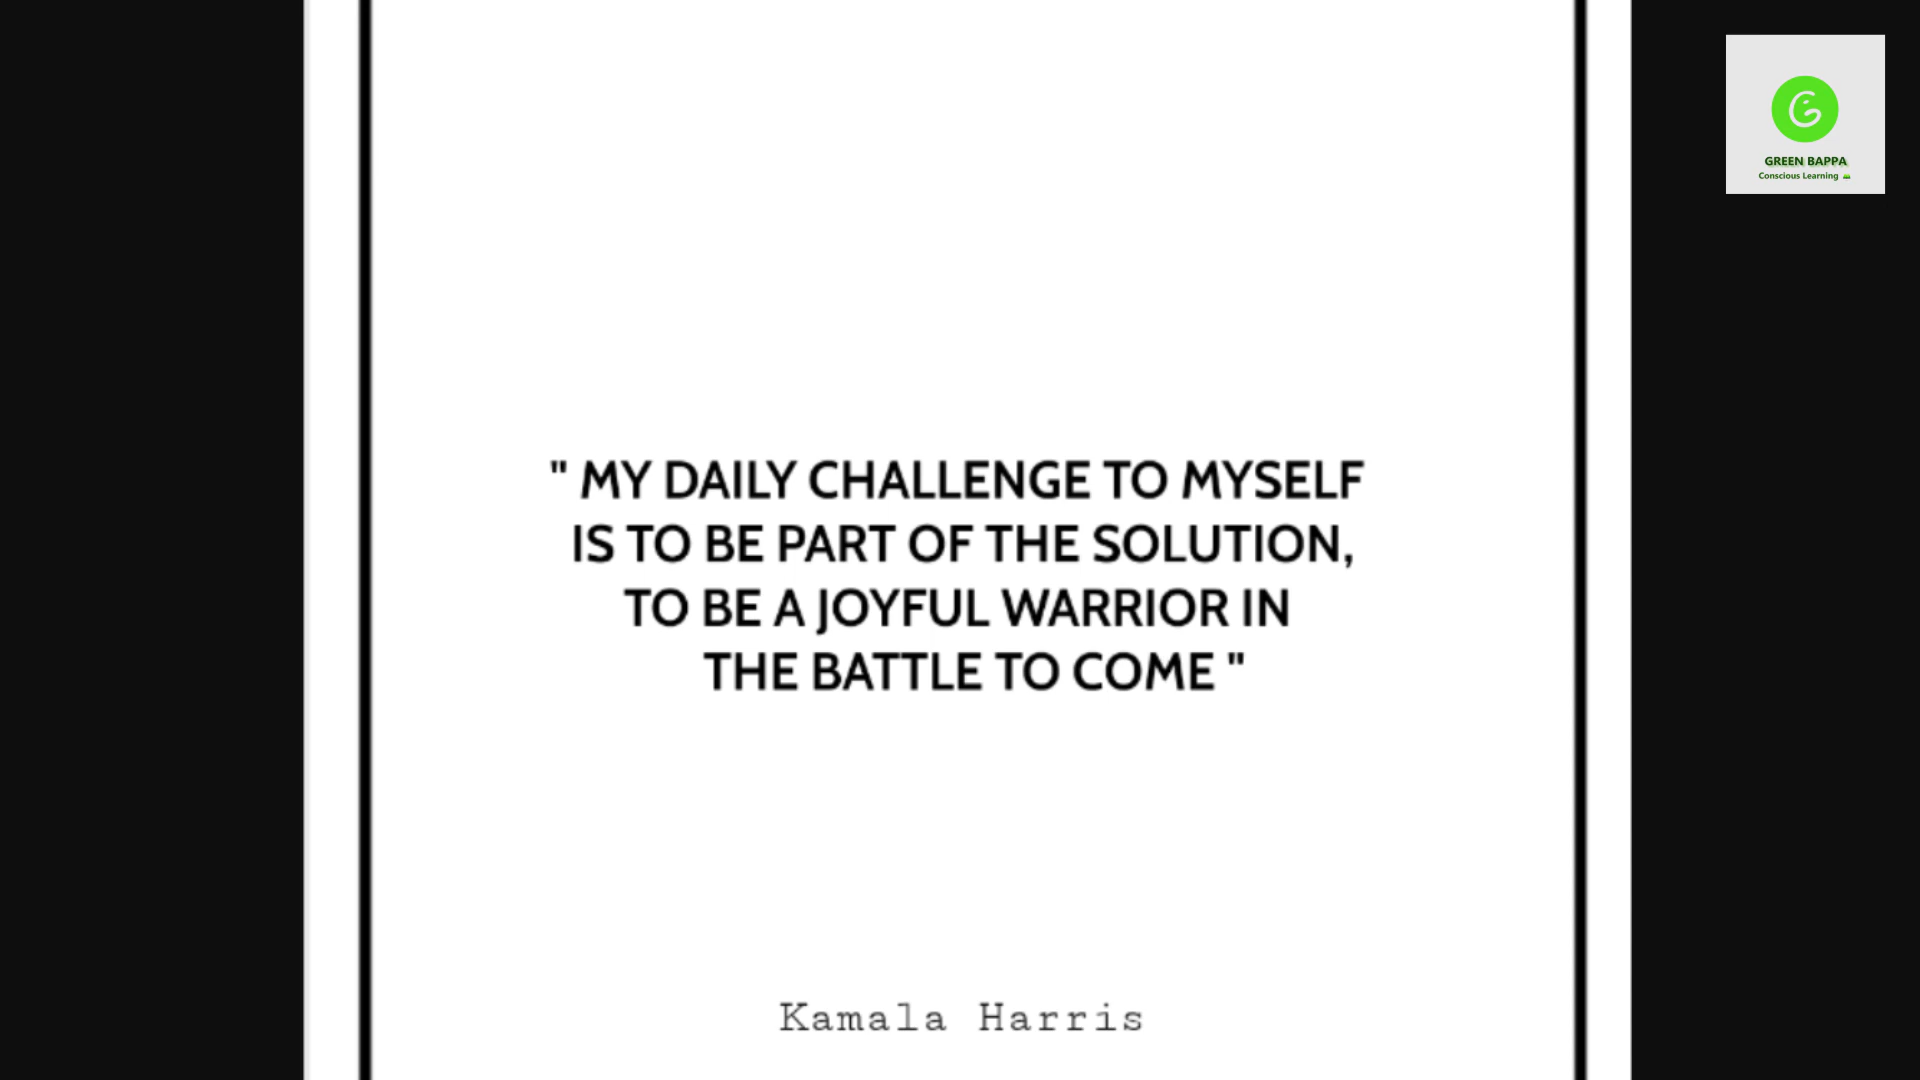 " MY DAILY CHALLENGE TO MYSELF
IS TO BE PART OF THE SOLUTION,
TO BE A JOYFUL WARRIOR IN
THE BATTLE TO COME "
Kamala Harris
GREEN BAPPA
Conscious Learning